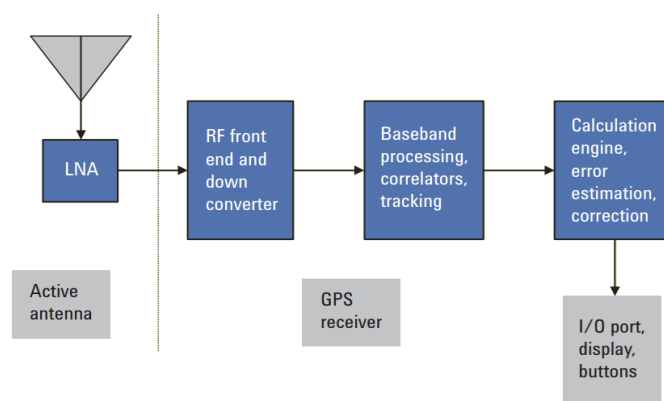 LNA
RF front
end and
down
converter
Baseband
processing,
correlators,
tracking
Calculation
engine,
error
estimation,
correction
Active
antenna
GPS
receiver
I/O port,
display,
buttons